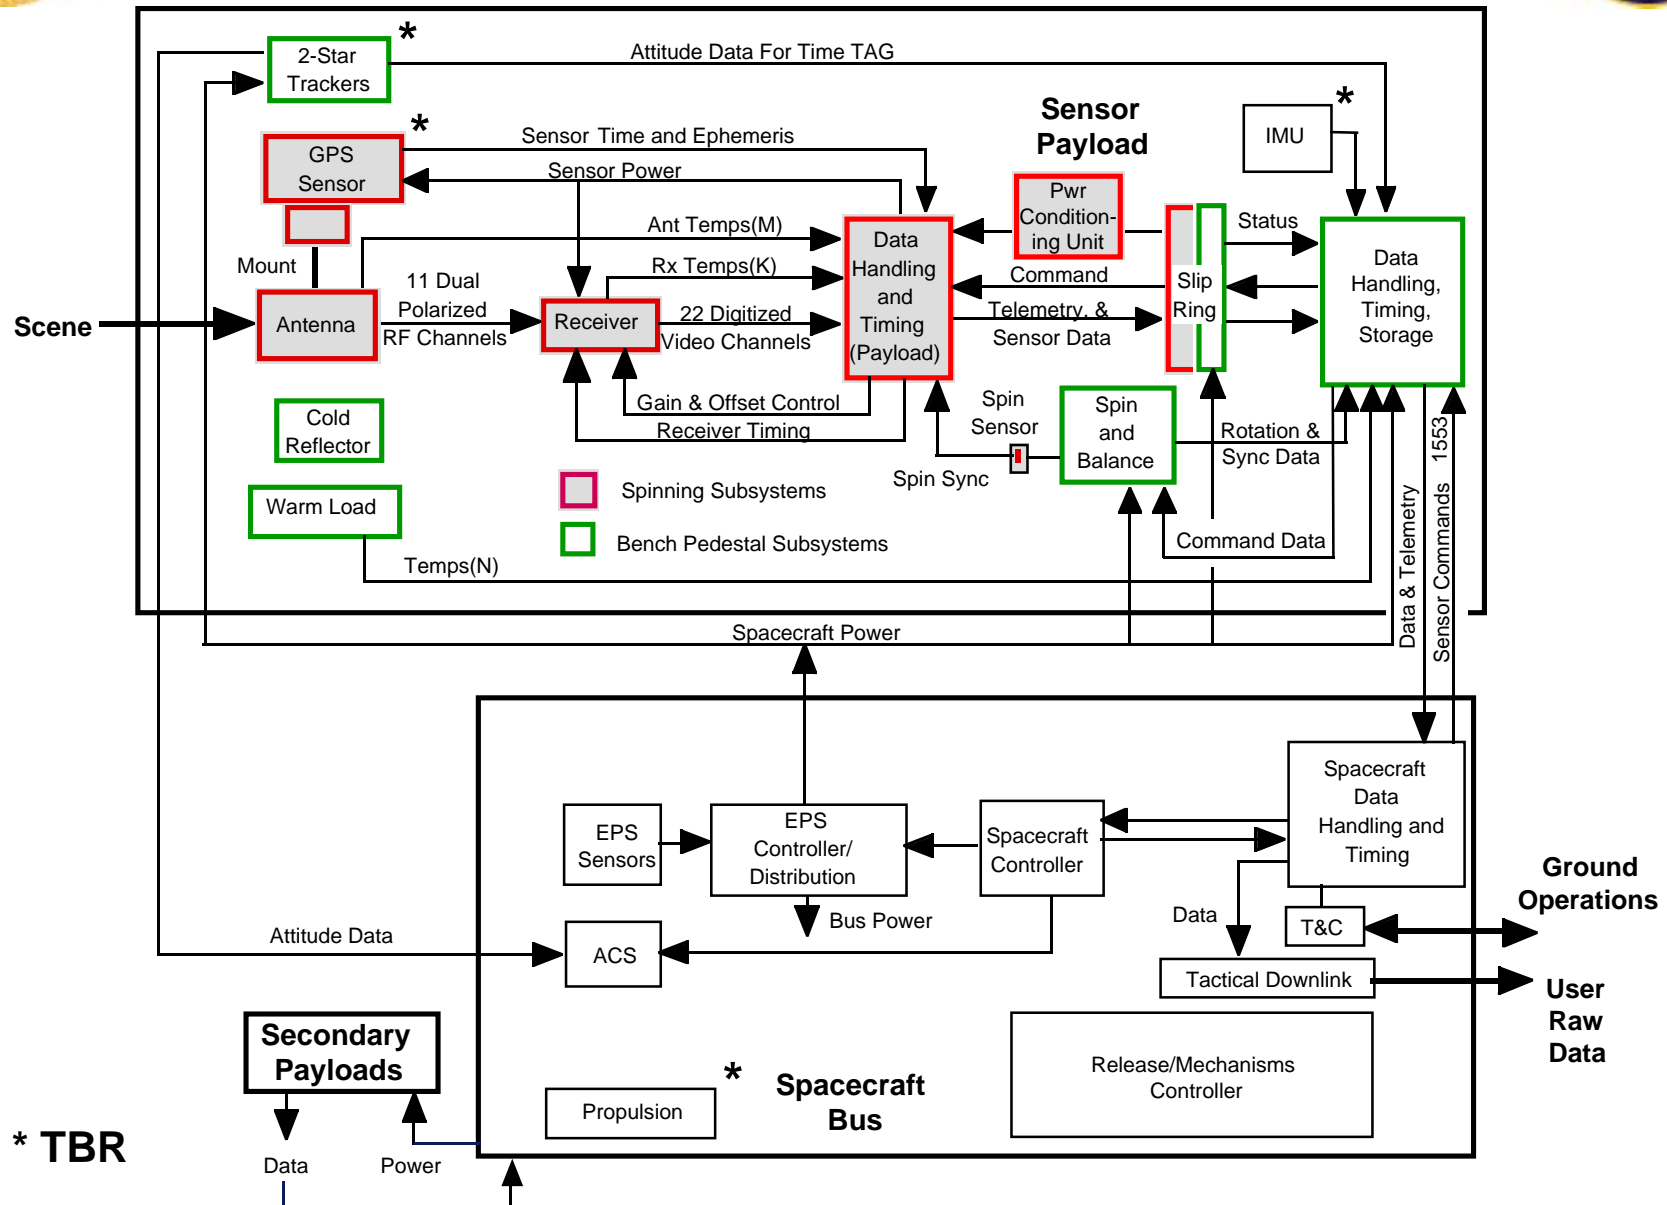 *
2-Star
Trackers
Attitude Data For Time TAG
*
GPS
Sensor
Sensor Time and Ephemeris
Sensor Power
Sensor
Payload
*
IMU
Pwr
Condition-
ing Unit
Ant Temps(M)
Data
Handling
and
Timing
(Payload)
Status
Slip
Ring
Data
Handling,
Timing,
Storage
Mount
11 Dual
Polarized
RF Channels
Rx Temps(K)
Command
Scene
Antenna
Receiver
22 Digitized
Video Channels
Telemetry, &
Sensor Data
Cold
Reflector
Gain & Offset Control
Receiver Timing
Spin
Sensor
Spin Sync
Spin
and
Balance
Rotation &
Sync Data
Warm Load
Spinning Subsystems
Bench Pedestal Subsystems
Command Data
Temps(N)
Data & Telemetry
Sensor Commands 1553
Spacecraft Power
EPS
Sensors
EPS
Controller/
Distribution
Spacecraft
Controller
Spacecraft
Data
Handling and
Timing
Ground
Operations
Bus Power
Data
T&C
Attitude Data
ACS
Tactical Downlink
User
Raw
Data
Secondary
Payloads
Release/Mechanisms
Controller
*
Propulsion
Spacecraft
Bus
* TBR
Data
Power